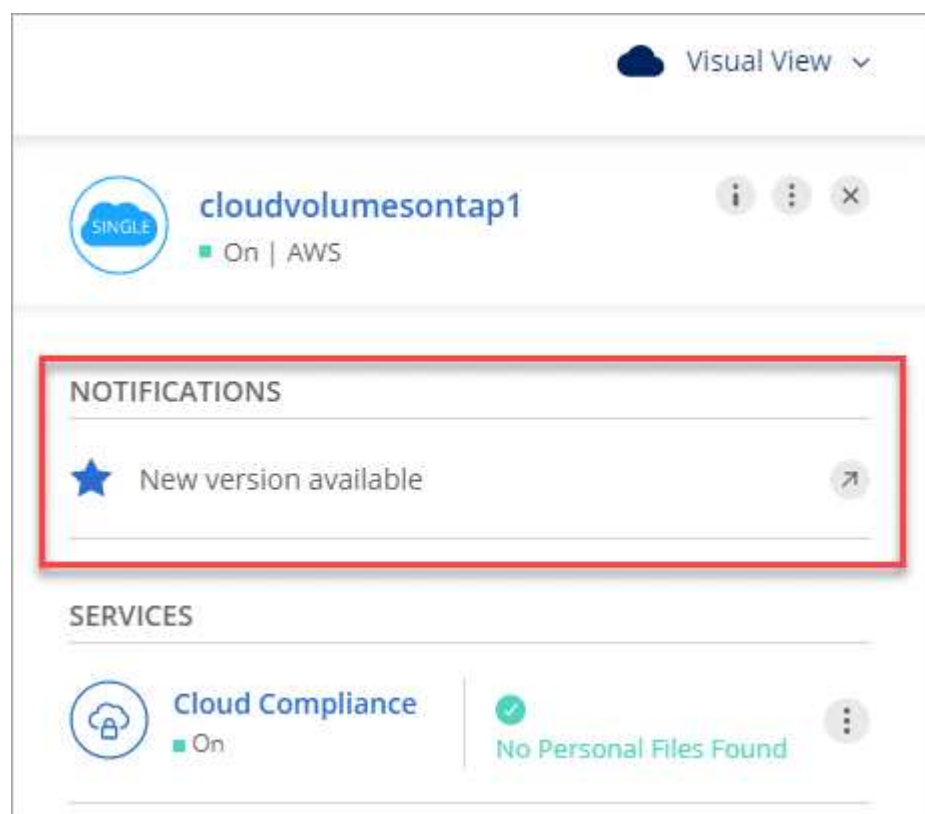 Visual View
SINGLE
cloudvolumesontap1
On | AWS
NOTIFICATIONS
New version available
SERVICES
Cloud Compliance
On
No Personal Files Found